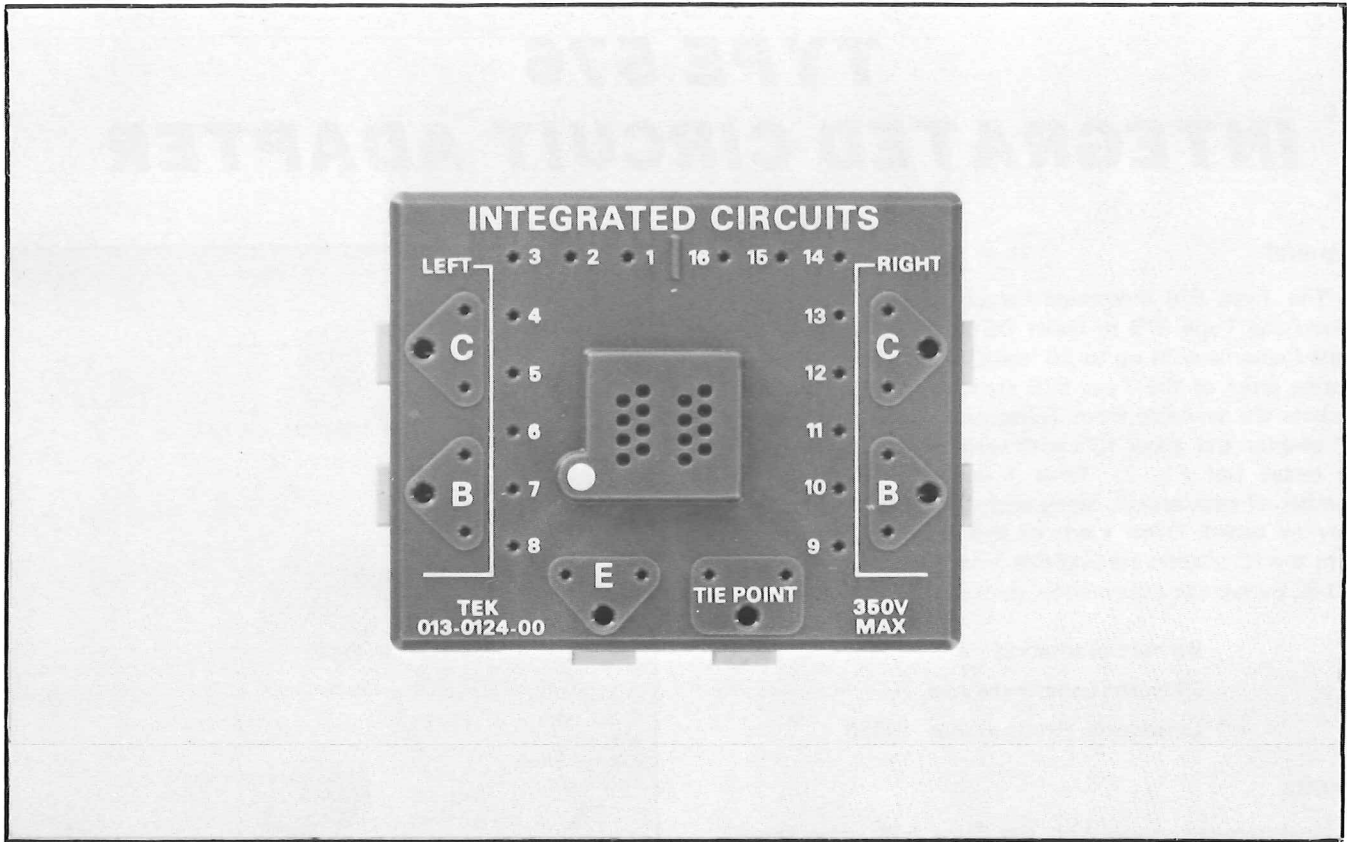 INTEGRATED CIRCUITS
LEFT 3 2 1 16 15 14 RIGHT
4 13
C C
5 12
6 11
B 7 10 B
8 9
E
TIE POINT
TEK
013-0124-00
350V
MAX